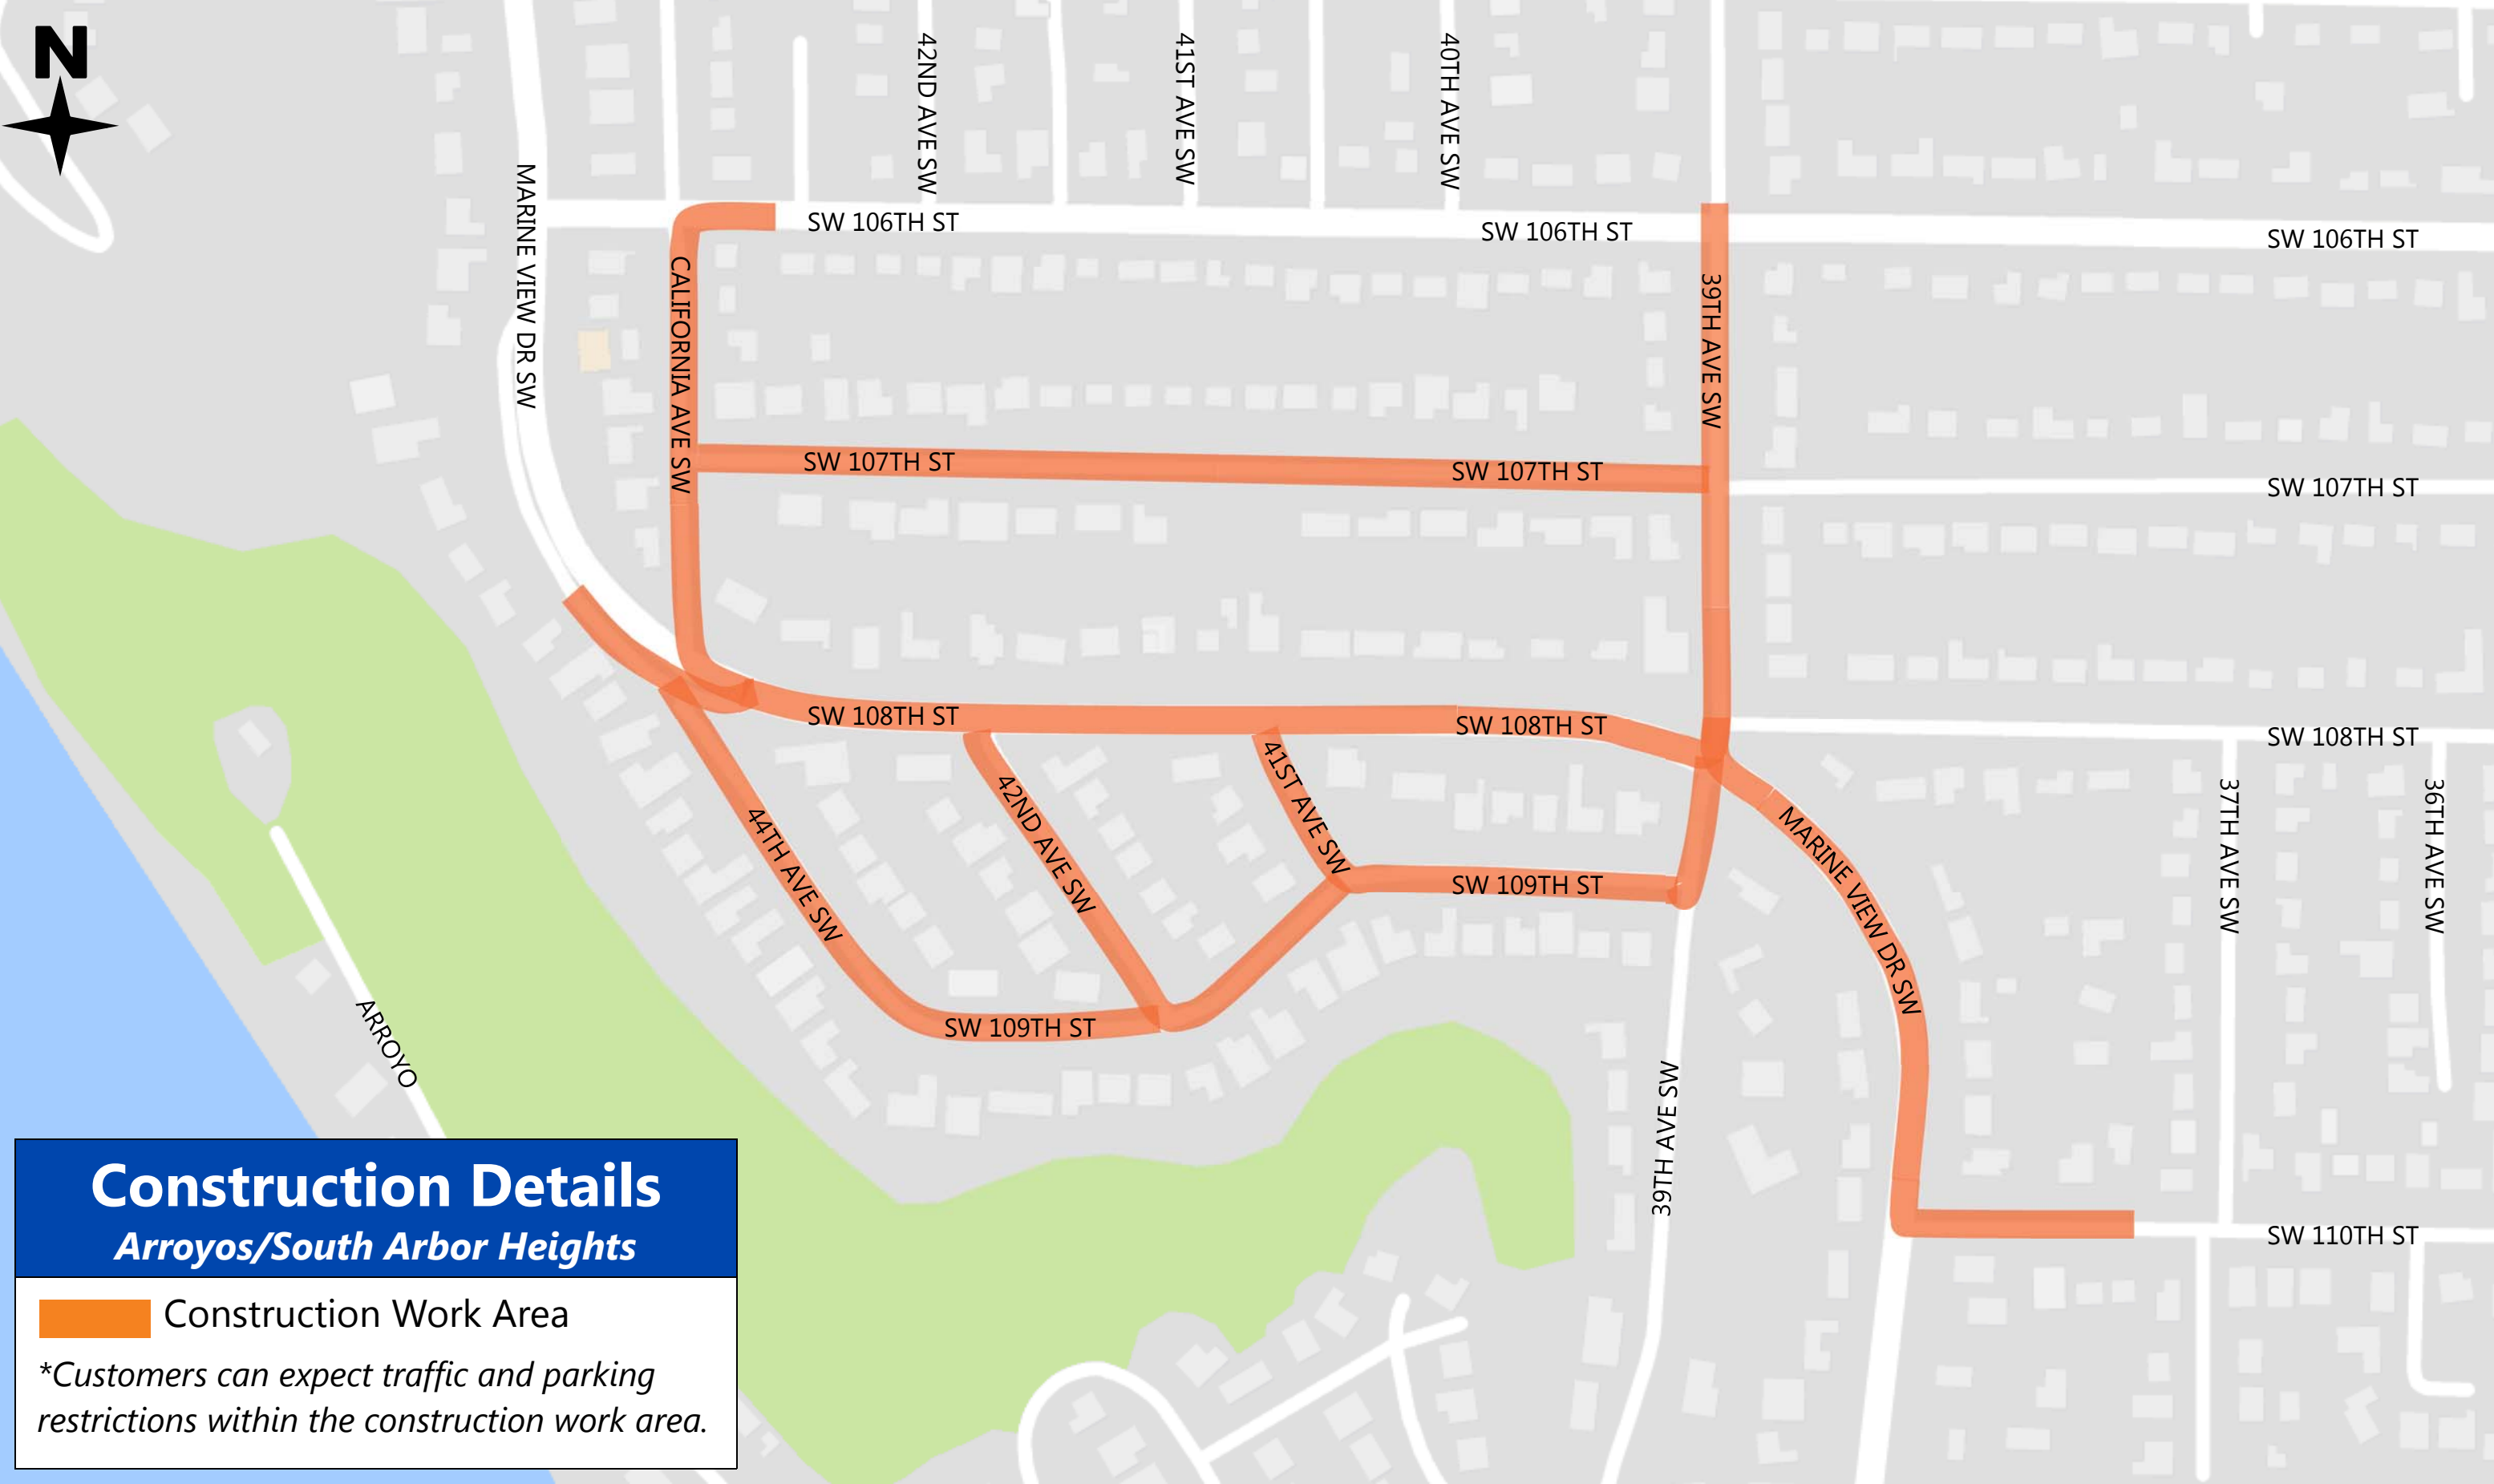 N
42ND AVE SW
41ST AVE SW
40TH AVE SW
MARINE VIEW DR SW
SW 106TH ST
SW 106TH ST
SW 106TH ST
CALIFORNIA AVE SW
39TH AVE SW
SW 107TH ST
SW 107TH ST
SW 107TH ST
SW 108TH ST
SW 108TH ST
SW 108TH ST
44TH AVE SW
42ND AVE SW
41ST AVE SW
MARINE VIEW DR SW
37TH AVE SW
36TH AVE SW
SW 109TH ST
SW 109TH ST
ARROYO
39TH AVE SW
SW 110TH ST
Construction Details
Arroyos/South Arbor Heights
Construction Work Area
*Customers can expect traffic and parking
restrictions within the construction work area.